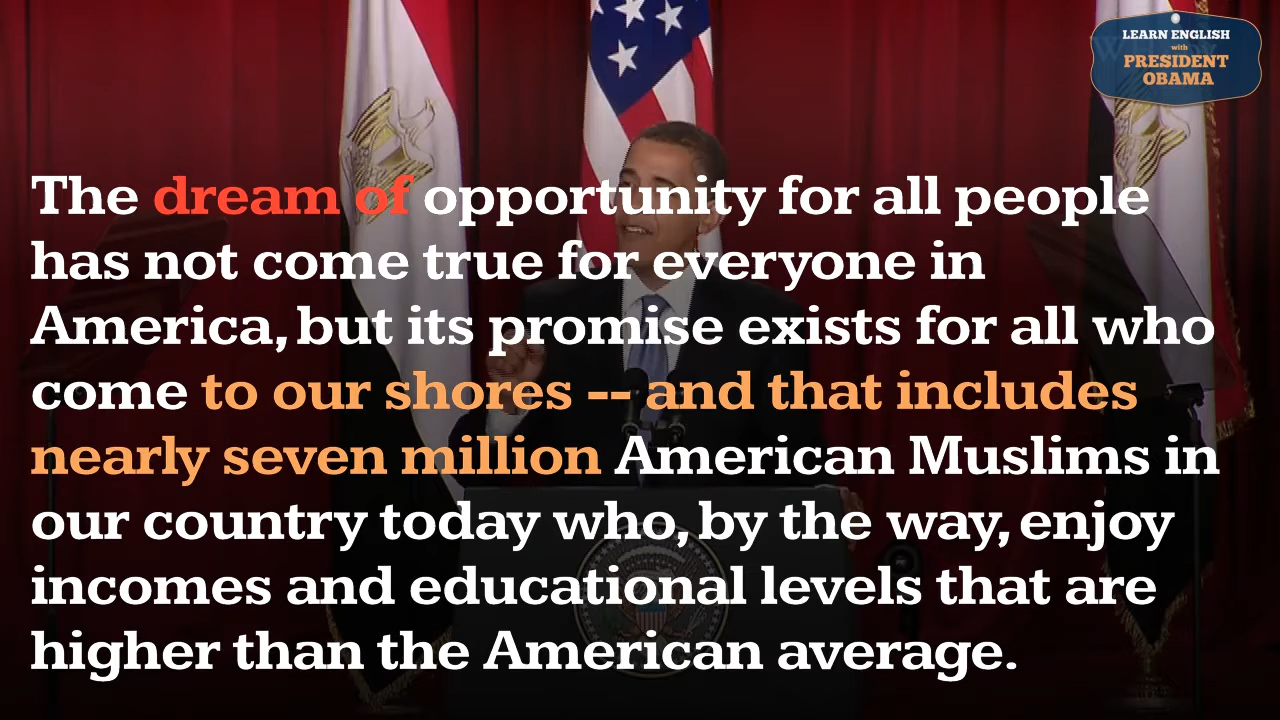 LEARN ENGLISH
with
PRESIDENT
OBAMA
The dream of opportunity for all people
has not come true for everyone in
America, but its promise exists for all who
come to our shores -- and that includes
nearly seven million American Muslims in
our country today who, by the way, enjoy
incomes and educational levels that are
higher than the American average.